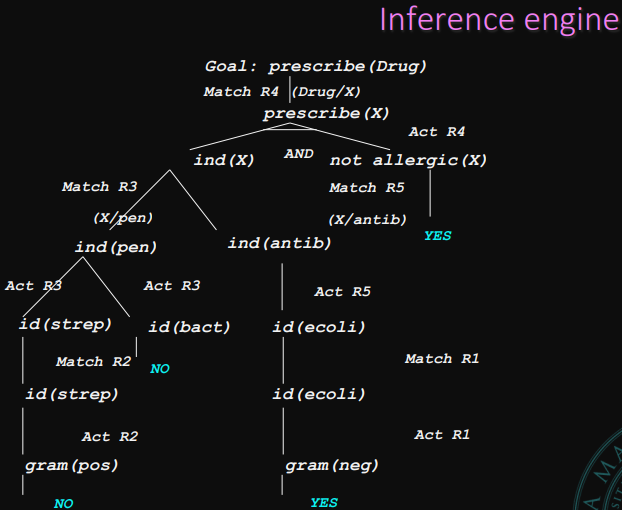 Inference engine
Goal: prescribe(Drug)
Match R4 (Drug/X)
prescribe(X)
Act R4
ind(X) AND not allergic(X)
Match R3 Match R5
(X/pen) (X/antib)
YES
ind(pen) ind(antib)
Act R3 Act R3 Act R5
id(strep) id(bact) id(ecoli)
Match R2 NO Match R1
id(strep) id(ecoli)
Act R2 Act R1
gram(pos) gram(neg)
NO YES